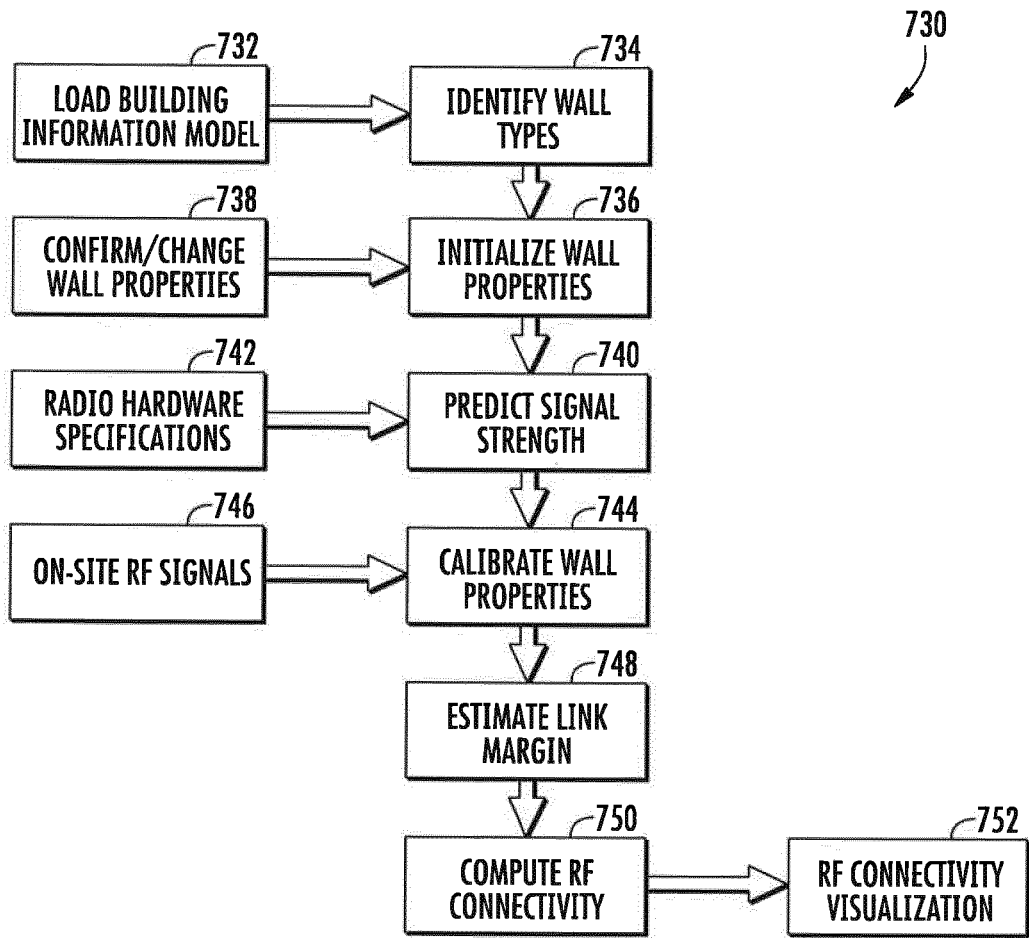 730
732
LOAD BUILDING
INFORMATION MODEL
734
IDENTIFY WALL
TYPES
738
CONFIRM/CHANGE
WALL PROPERTIES
736
INITIALIZE WALL
PROPERTIES
742
RADIO HARDWARE
SPECIFICATIONS
740
PREDICT SIGNAL
STRENGTH
746
ON-SITE RF SIGNALS
744
CALIBRATE WALL
PROPERTIES
748
ESTIMATE LINK
MARGIN
750
COMPUTE RF
CONNECTIVITY
752
RF CONNECTIVITY
VISUALIZATION